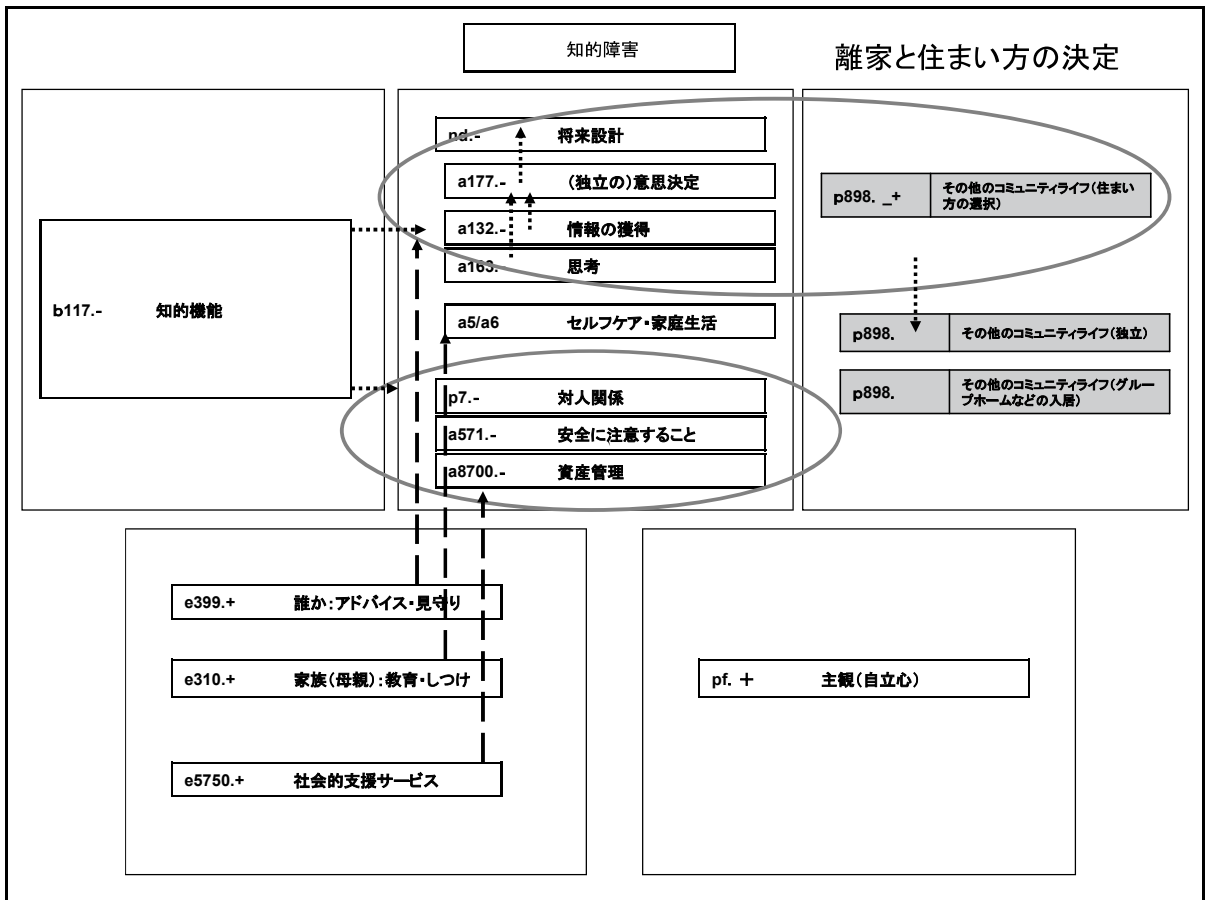 知的障害
離家と住まい方の決定
b117.- 知的機能
nd.- 将来設計
a177.- (独立の)意思決定
a132.- 情報の獲得
a163.- 思考
a5/a6 セルフケア・家庭生活
p7.- 対人関係
a571.- 安全に注意すること
a8700.- 資産管理
p898. _+ その他のコミュニティライフ(住まい
方の選択)
p898. その他のコミュニティライフ(独立)
p898. その他のコミュニティライフ(グルー
プホームなどの入居)
e399.+ 誰か:アドバイス・見守り
e310.+ 家族(母親):教育・しつけ
e5750.+ 社会的支援サービス
pf. + 主観(自立心)